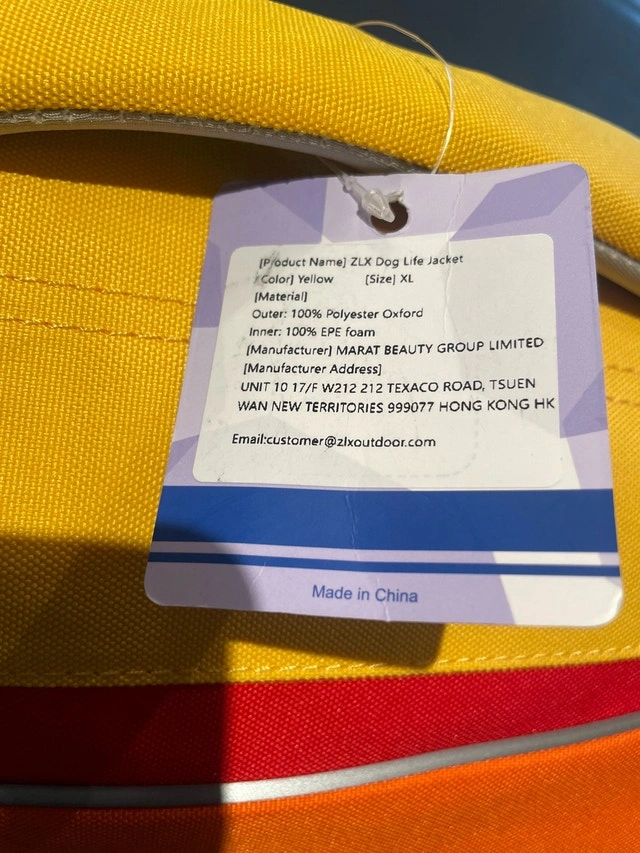 [Product Name] ZLX Dog Life Jacket
[Color] Yellow [Size] XL
[Material]
Outer: 100% Polyester Oxford
Inner: 100% EPE foam
[Manufacturer] MARAT BEAUTY GROUP LIMITED
[Manufacturer Address]
UNIT 10 17/F W212 212 TEXACO ROAD, TSUEN
WAN NEW TERRITORIES 999077 HONG KONG HK
Email:customer@zlxoutdoor.com
Made in China